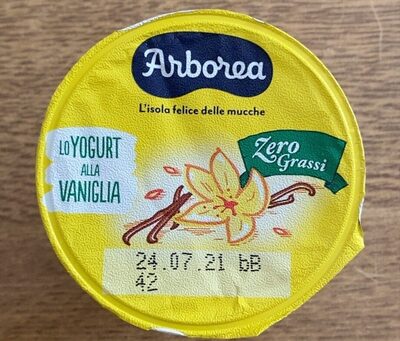 Arborea
L'isola felice delle mucche
Lo YOGURT
ALLA
VANIGLIA
Zero
Grassi
24.07.21 bB
42